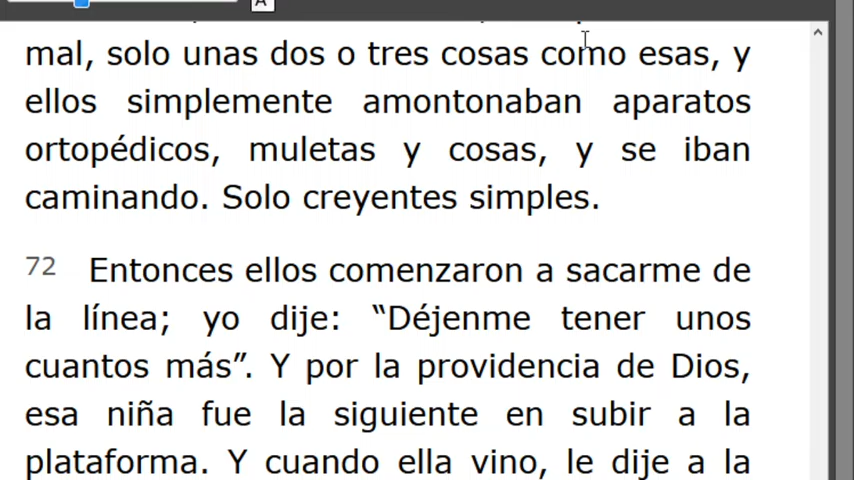 A
mal, solo unas dos o tres cosas como esas, y
ellos simplemente amontonaban aparatos
ortopédicos, muletas y cosas, y se iban
caminando. Solo creyentes simples.
72 Entonces ellos comenzaron a sacarme de
la línea; yo dije: “Déjenme tener unos
cuantos más”. Y por la providencia de Dios,
esa niña fue la siguiente en subir a la
plataforma. Y cuando ella vino, le dije a la